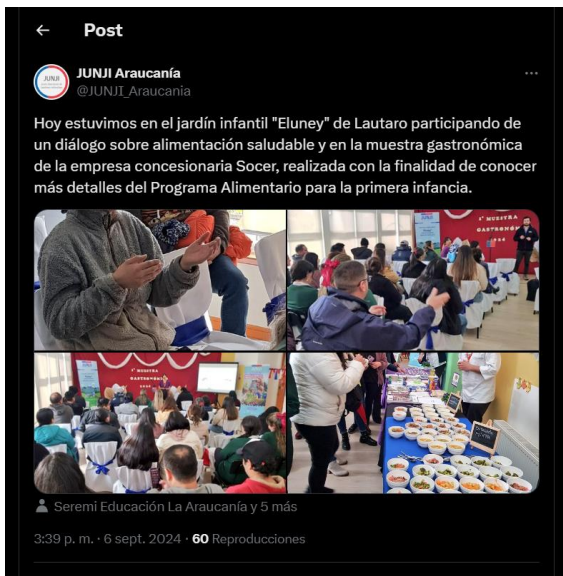 Post
JUNJI Araucanía
@JUNJI_Araucania
Hoy estuvimos en el jardín infantil "Eluney" de Lautaro participando de
un diálogo sobre alimentación saludable y en la muestra gastronómica
de la empresa concesionaria Socer, realizada con la finalidad de conocer
más detalles del Programa Alimentario para la primera infancia.
MUESTRA
Seremi Educación La Araucanía y 5 más
3:39 p. m. · 6 sept. 2024 · 60 Reproducciones